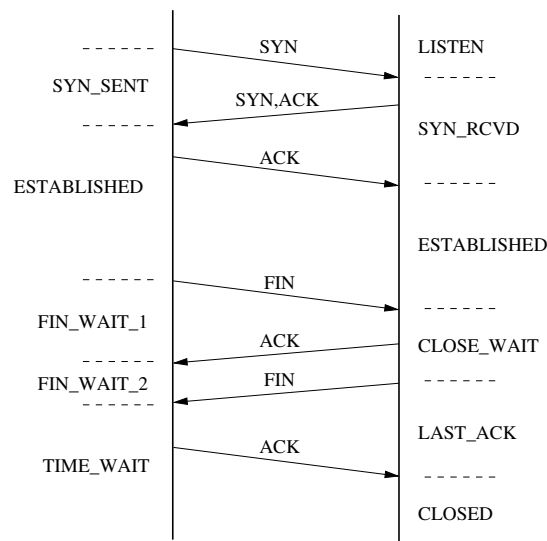 SYN
LISTEN
SYN_SENT
SYN,ACK
SYN_RCVD
ACK
ESTABLISHED
ESTABLISHED
FIN
FIN_WAIT_1
ACK
CLOSE_WAIT
FIN
FIN_WAIT_2
LAST_ACK
ACK
TIME_WAIT
CLOSED